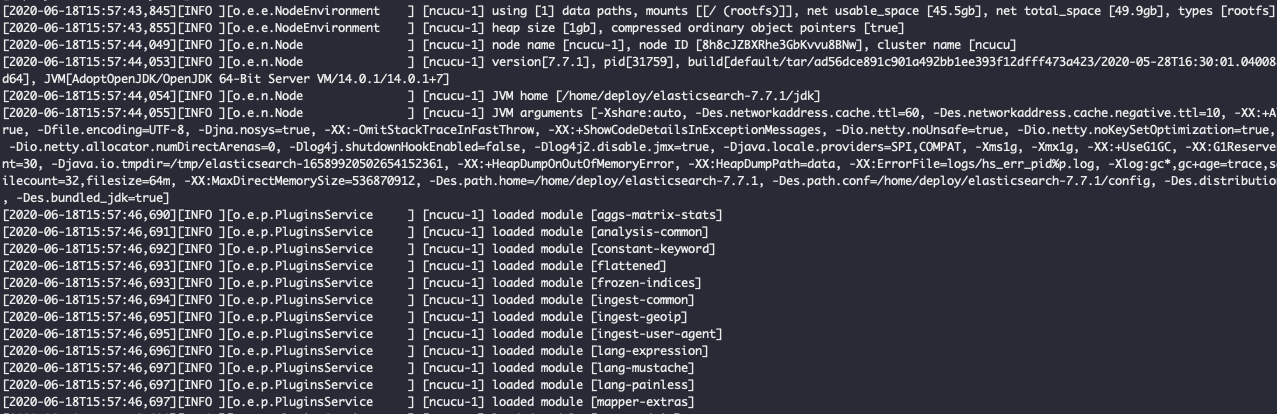 [2020-06-18T15:57:43,845][INFO ][o.e.e.NodeEnvironment    ] [ncucu-1] using [1] data paths, mounts [[/ (rootfs)]], net usable_space [45.5gb], net total_space [49.9gb], types [rootfs]
[2020-06-18T15:57:43,855][INFO ][o.e.e.NodeEnvironment    ] [ncucu-1] heap size [1gb], compressed ordinary object pointers [true]
[2020-06-18T15:57:44,049][INFO ][o.e.n.Node               ] [ncucu-1] node name [ncucu-1], node ID [8h8cJZBXRhe3GbKvvu8BNw], cluster name [ncucu]
[2020-06-18T15:57:44,053][INFO ][o.e.n.Node               ] [ncucu-1] version[7.7.1], pid[31759], build[default/tar/ad56dce891c901a492bb1ee393f12dfff473a423/2020-05-28T16:30:01.04008
d64], JVM[AdoptOpenJDK/OpenJDK 64-Bit Server VM/14.0.1/14.0.1+7]
[2020-06-18T15:57:44,054][INFO ][o.e.n.Node               ] [ncucu-1] JVM home [/home/deploy/elasticsearch-7.7.1/jdk]
[2020-06-18T15:57:44,055][INFO ][o.e.n.Node               ] [ncucu-1] JVM arguments [-Xshare:auto, -Des.networkaddress.cache.ttl=60, -Des.networkaddress.cache.negative.ttl=10, -XX:+A
rue, -Dfile.encoding=UTF-8, -Djna.nosys=true, -XX:-OmitStackTraceInFastThrow, -XX:+ShowCodeDetailsInExceptionMessages, -Dio.netty.noUnsafe=true, -Dio.netty.noKeySetOptimization=true,
-Dio.netty.allocator.numDirectArenas=0, -Dlog4j.shutdownHookEnabled=false, -Dlog4j2.disable.jmx=true, -Djava.locale.providers=SPI,COMPAT, -Xms1g, -Xmx1g, -XX:+UseG1GC, -XX:G1Reserve
nt=30, -Djava.io.tmpdir=/tmp/elasticsearch-16589920502654152361, -XX:+HeapDumpOnOutOfMemoryError, -XX:HeapDumpPath=data, -XX:ErrorFile=logs/hs_err_pid%p.log, -Xlog:gc*,gc+age=trace,s
ilecount=32,filesize=64m, -XX:MaxDirectMemorySize=536870912, -Des.path.home=/home/deploy/elasticsearch-7.7.1, -Des.path.conf=/home/deploy/elasticsearch-7.7.1/config, -Des.distributio
, -Des.bundled_jdk=true]
[2020-06-18T15:57:46,690][INFO ][o.e.p.PluginsService     ] [ncucu-1] loaded module [aggs-matrix-stats]
[2020-06-18T15:57:46,691][INFO ][o.e.p.PluginsService     ] [ncucu-1] loaded module [analysis-common]
[2020-06-18T15:57:46,692][INFO ][o.e.p.PluginsService     ] [ncucu-1] loaded module [constant-keyword]
[2020-06-18T15:57:46,693][INFO ][o.e.p.PluginsService     ] [ncucu-1] loaded module [flattened]
[2020-06-18T15:57:46,693][INFO ][o.e.p.PluginsService     ] [ncucu-1] loaded module [frozen-indices]
[2020-06-18T15:57:46,694][INFO ][o.e.p.PluginsService     ] [ncucu-1] loaded module [ingest-common]
[2020-06-18T15:57:46,695][INFO ][o.e.p.PluginsService     ] [ncucu-1] loaded module [ingest-geoip]
[2020-06-18T15:57:46,695][INFO ][o.e.p.PluginsService     ] [ncucu-1] loaded module [ingest-user-agent]
[2020-06-18T15:57:46,696][INFO ][o.e.p.PluginsService     ] [ncucu-1] loaded module [lang-expression]
[2020-06-18T15:57:46,697][INFO ][o.e.p.PluginsService     ] [ncucu-1] loaded module [lang-mustache]
[2020-06-18T15:57:46,697][INFO ][o.e.p.PluginsService     ] [ncucu-1] loaded module [lang-painless]
[2020-06-18T15:57:46,697][INFO ][o.e.p.PluginsService     ] [ncucu-1] loaded module [mapper-extras]